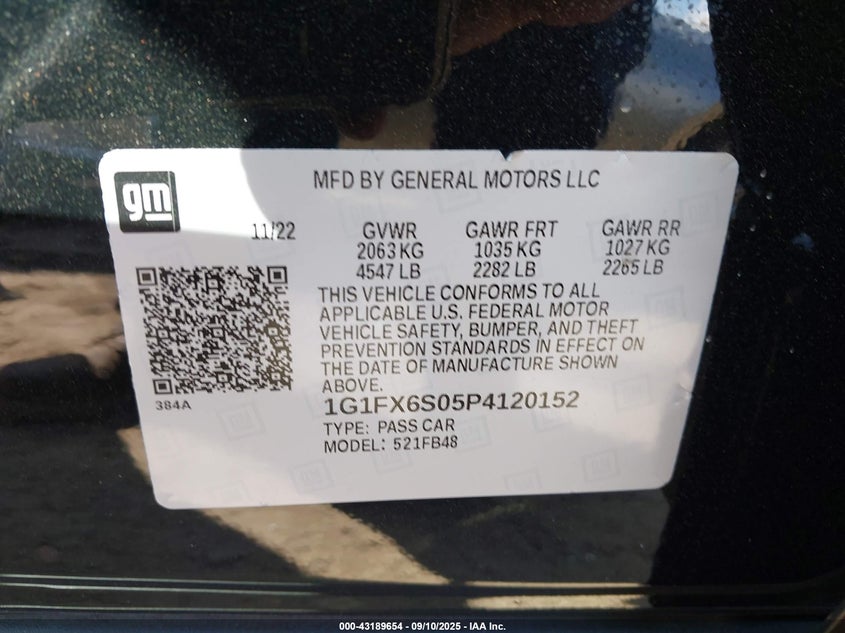 gm
MFD BY GENERAL MOTORS LLC
11/22 GVWR GAWR FRT GAWR RR
2063 KG 1035 KG 1027 KG
4547 LB 2282 LB 2265 LB
THIS VEHICLE CONFORMS TO ALL
APPLICABLE U.S. FEDERAL MOTOR
VEHICLE SAFETY, BUMPER, AND THEFT
PREVENTION STANDARDS IN EFFECT ON
THE DATE OF MANUFACTURE SHOWN
ABOVE.
384A
1G1FX6S05P4120152
TYPE: PASS CAR
MODEL: 521FB48
000-43189654 - 09/10/2025 - IAA Inc.